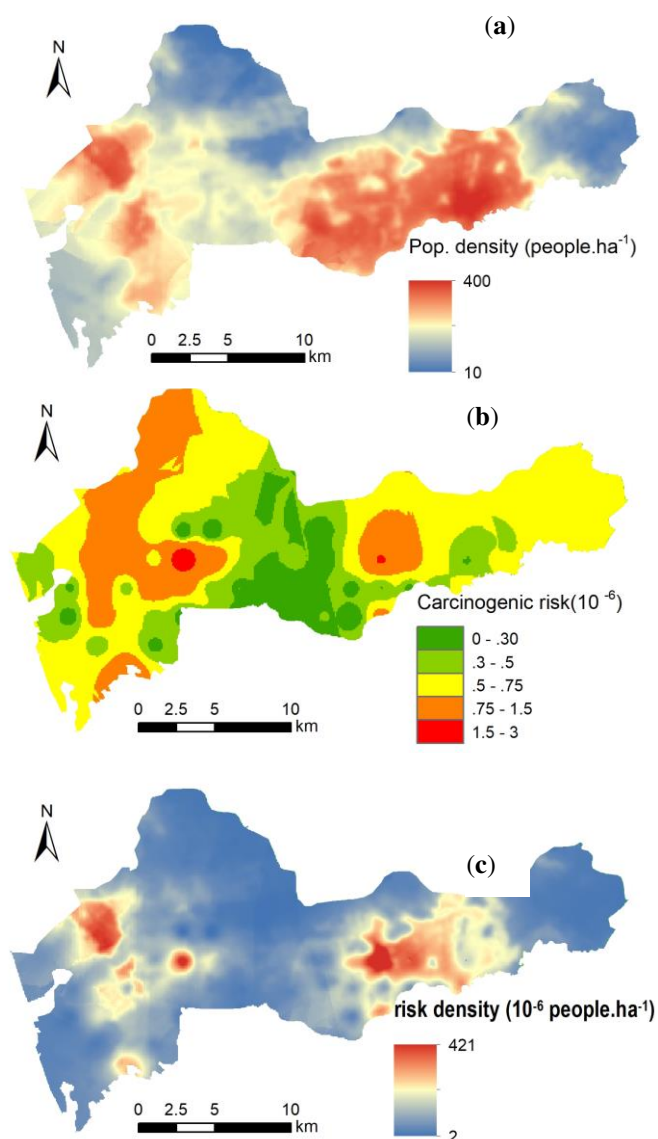 (a)
N
Pop. density (people.ha-1)
400
10
0 2.5 5 10
km
(b)
N
Carcinogenic risk(10 -6)
0 - .30
.3 - .5
.5 - .75
.75 - 1.5
1.5 - 3
0 2.5 5 10
km
(c)
N
risk density (10-6 people.ha-1)
421
2
0 2.5 5 10
km